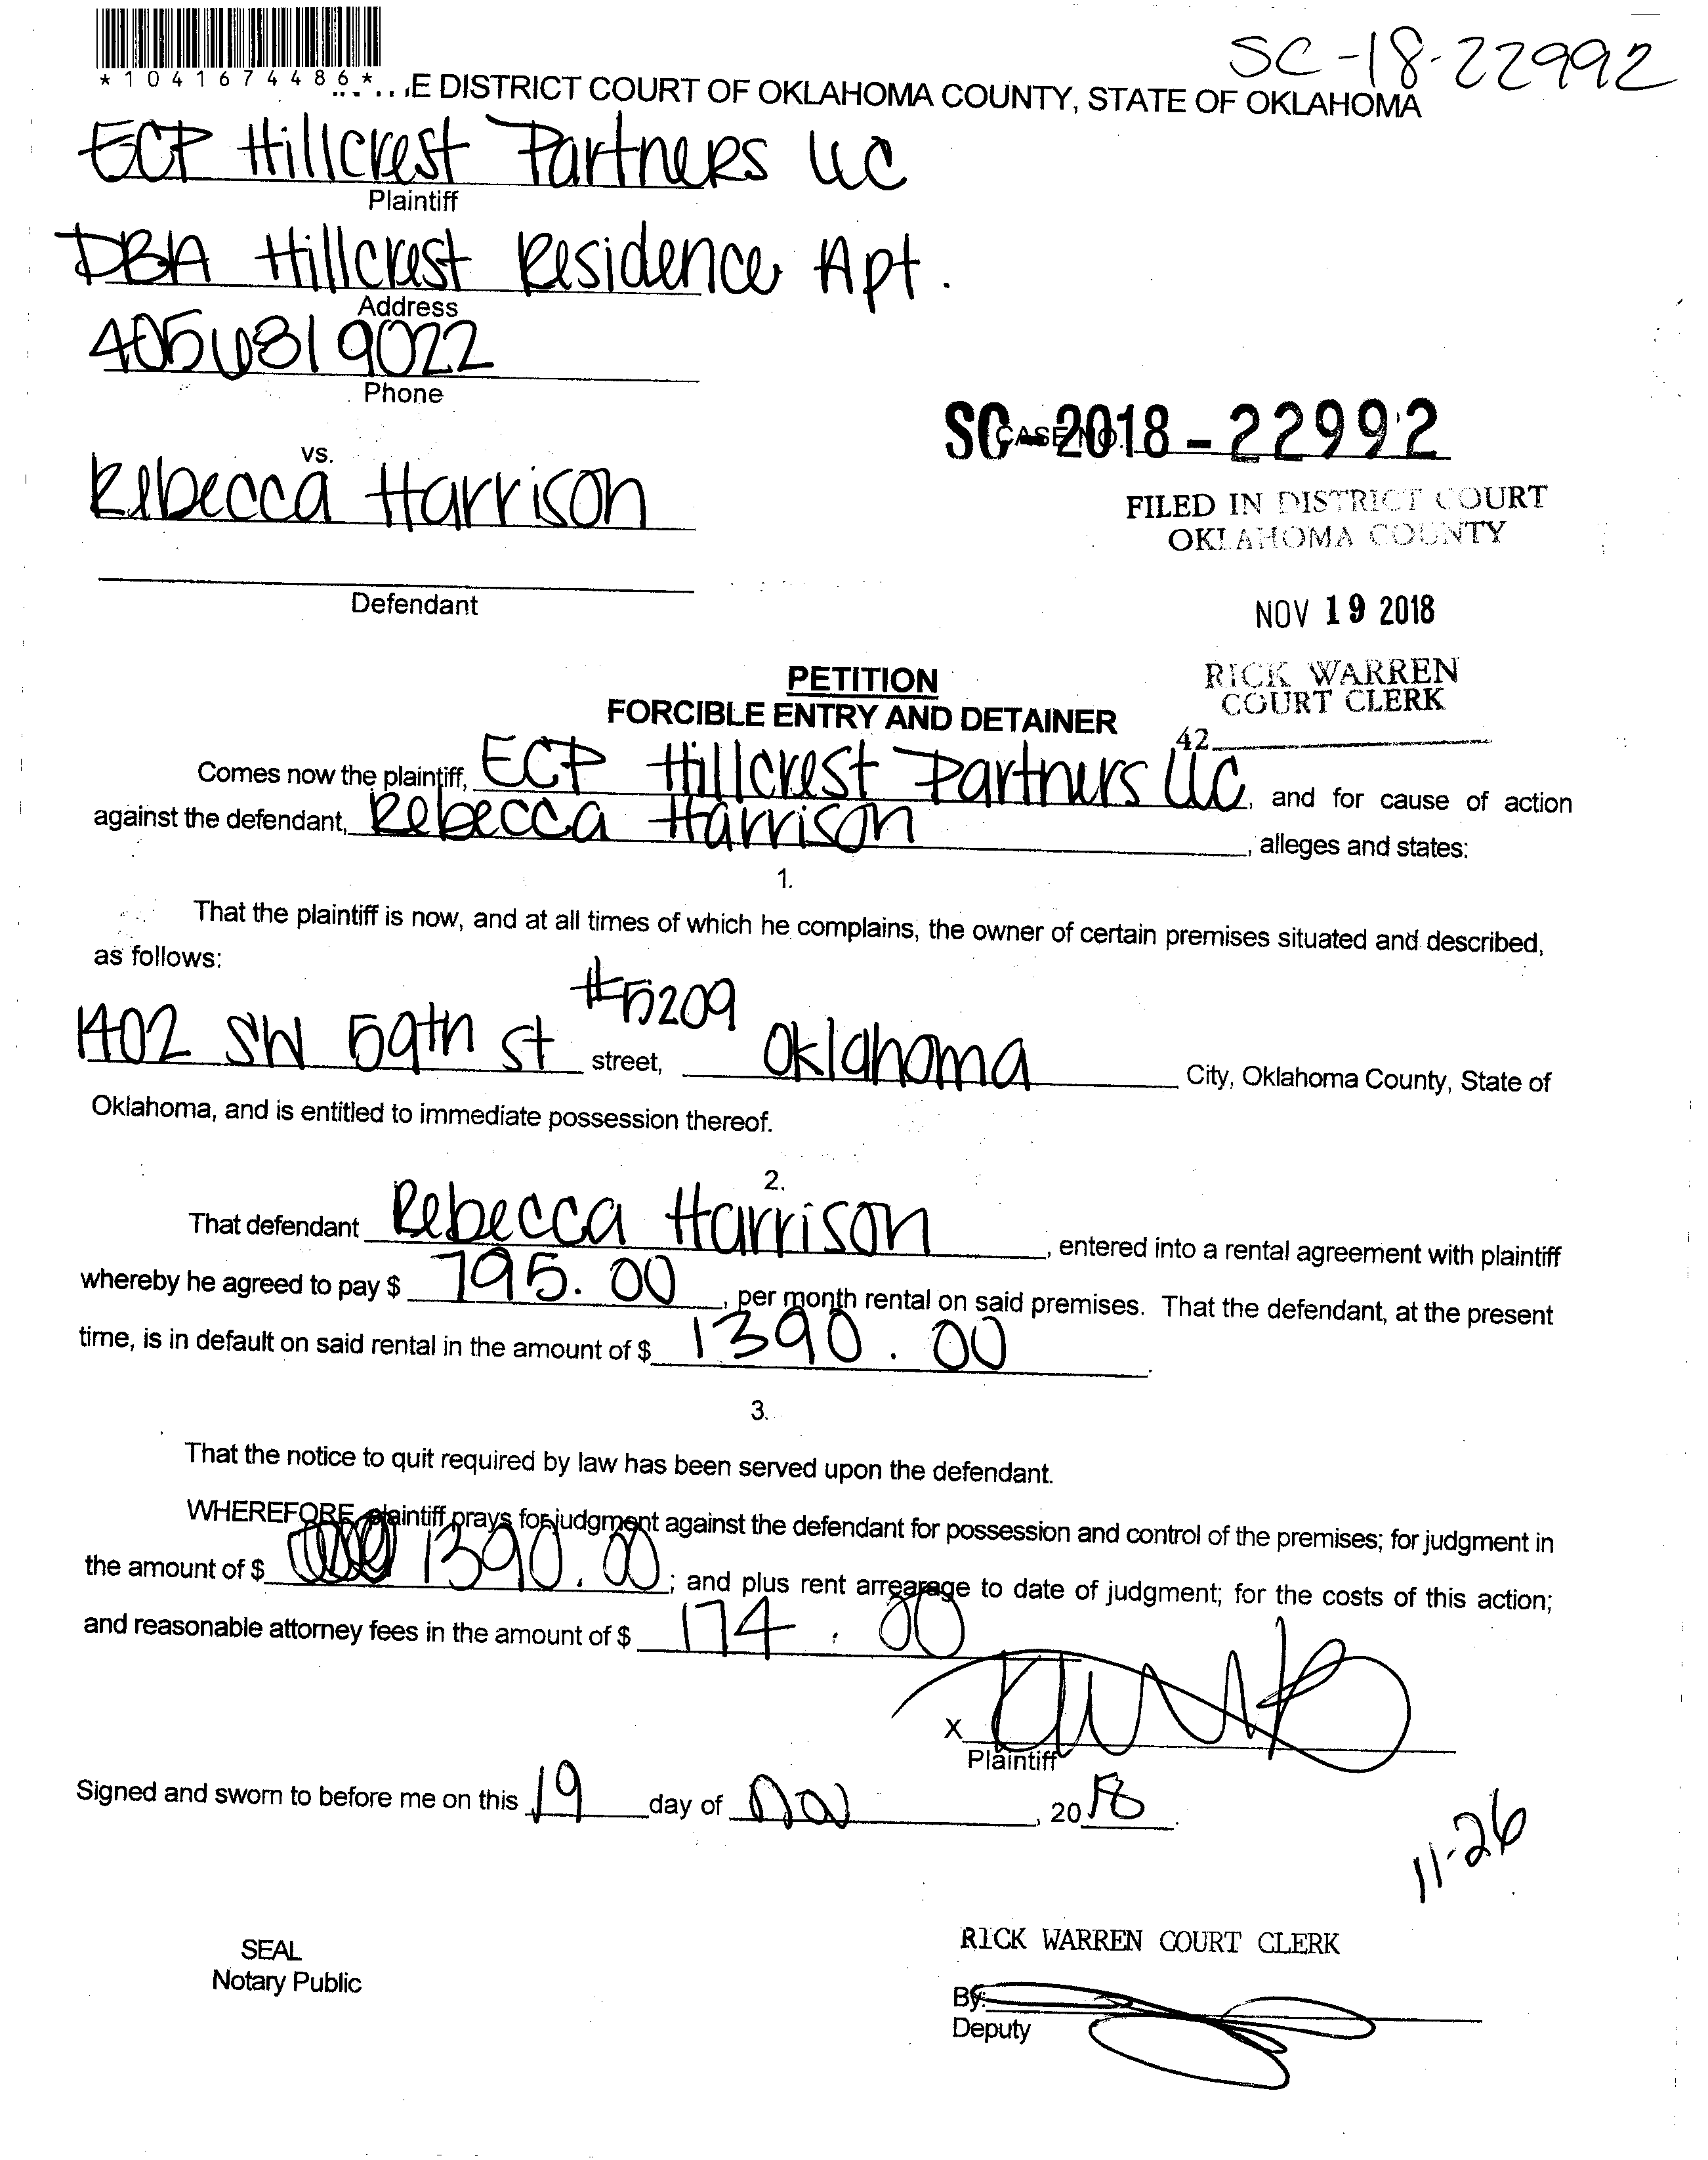 SC-18-22992
*1041674486*
E DISTRICT COURT OF OKLAHOMA COUNTY, STATE OF OKLAHOMA
ECP Hillcrest Partners LLC
Plaintiff
DBA Hillcrest Residence Apt.
Address
4056819022
Phone
SC-2018-22992
CASE NO.
vs.
Rebecca Harrison
FILED IN DISTRICT COURT
OKLAHOMA COUNTY
Defendant
NOV 19 2018
PETITION
RICK WARREN
COURT CLERK
FORCIBLE ENTRY AND DETAINER
42
Comes now the plaintiff, ECP Hillcrest Partners LLC, and for cause of action
against the defendant, Rebecca Harrison, alleges and states:
1.
That the plaintiff is now, and at all times of which he complains, the owner of certain premises situated and described,
as follows:
#5209
1402 SW 59th St street, Oklahoma City, Oklahoma County, State of
Oklahoma, and is entitled to immediate possession thereof.
2.
That defendant Rebecca Harrison, entered into a rental agreement with plaintiff
whereby he agreed to pay $ 795.00, per month rental on said premises. That the defendant, at the present
time, is in default on said rental in the amount of $ 1390.00.
3.
That the notice to quit required by law has been served upon the defendant.
WHEREFORE plaintiff prays for judgment against the defendant for possession and control of the premises; for judgment in
the amount of $ 1390.00; and plus rent arrearage to date of judgment; for the costs of this action;
and reasonable attorney fees in the amount of $ 174.00
X
Plaintiff
Signed and sworn to before me on this 19 day of Nov, 2018.
11-26
RICK WARREN COURT CLERK
SEAL
Notary Public
By:
Deputy